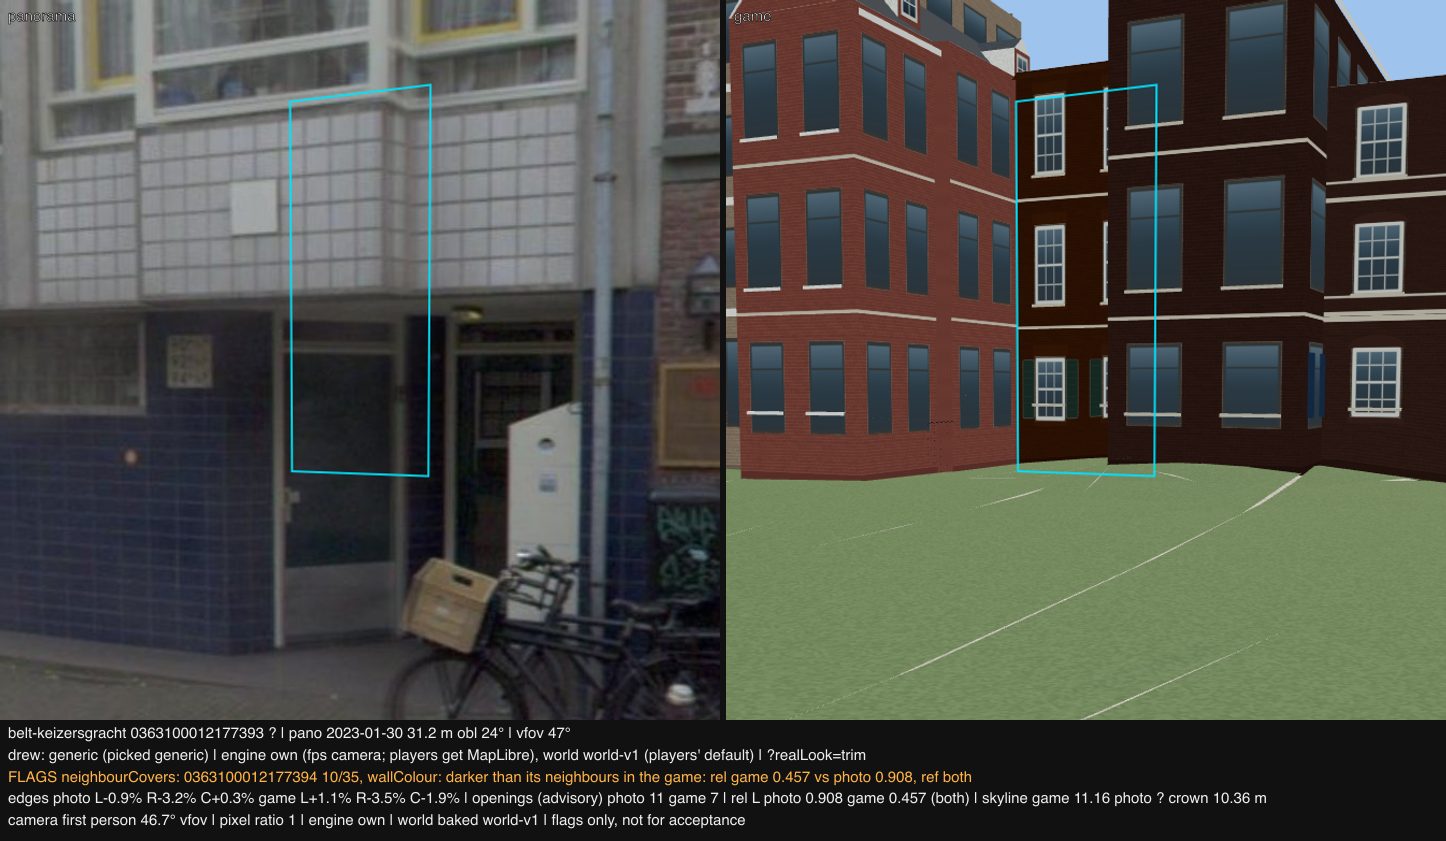 panorama
game
belt-keizersgracht 0363100012177393 ? | pano 2023-01-30 31.2 m obl 24° | vfov 47°
drew: generic (picked generic) | engine own (fps camera; players get MapLibre), world world-v1 (players' default) | ?realLook=trim
FLAGS neighbourCovers: 0363100012177394 10/35, wallColour: darker than its neighbours in the game: rel game 0.457 vs photo 0.908, ref both
edges photo L-0.9% R-3.2% C+0.3% game L+1.1% R-3.5% C-1.9% | openings (advisory) photo 11 game 7 | rel L photo 0.908 game 0.457 (both) | skyline game 11.16 photo ? crown 10.36 m
camera first person 46.7° vfov | pixel ratio 1 | engine own | world baked world-v1 | flags only, not for acceptance